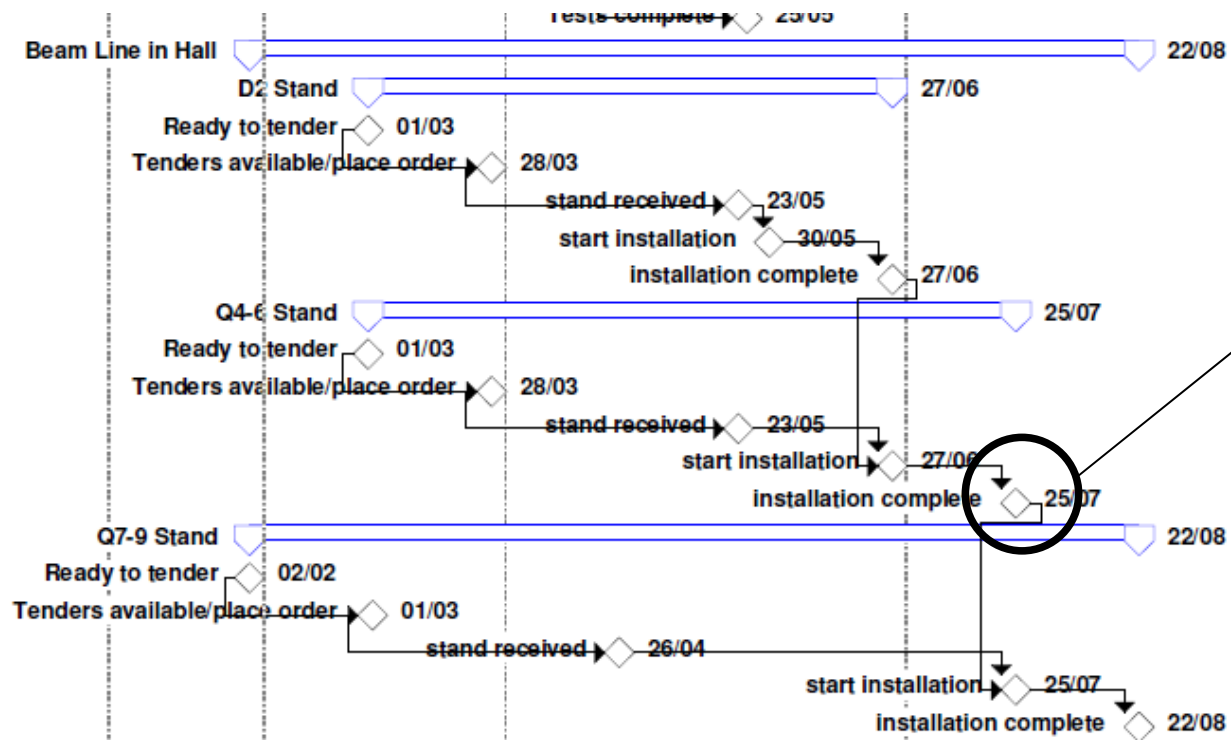 Tests complete 25/05
Beam Line in Hall 22/08
D2 Stand 27/06
Ready to tender 01/03
Tenders available/place order 28/03
stand received 23/05
start installation 30/05
installation complete 27/06
Q4-6 Stand 25/07
Ready to tender 01/03
Tenders available/place order 28/03
stand received 23/05
start installation 27/06
installation complete 25/07
Q7-9 Stand 22/08
Ready to tender 02/02
Tenders available/place order 01/03
stand received 26/04
start installation 25/07
installation complete 22/08